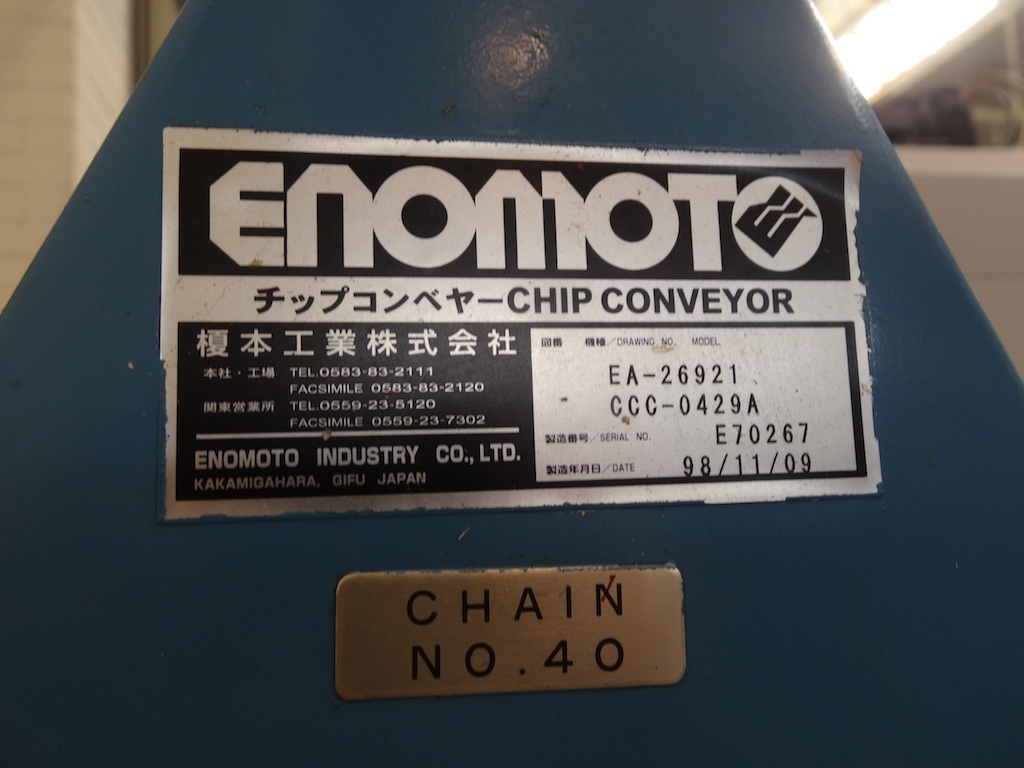 ENOMOTO
チップコンベヤーCHIP CONVEYOR
榎本工業株式会社
本社・工場 TEL.0583-83-2111
FACSIMILE 0583-83-2120
関東営業所 TEL.0559-23-5120
FACSIMILE 0559-23-7302
ENOMOTO INDUSTRY CO., LTD.
KAKAMIGAHARA, GIFU JAPAN
図番 機種/DRAWING NO. MODEL
EA-26921
CCC-0429A
製造番号/SERIAL NO. E70267
製造年月日/DATE 98/11/09
CHAIN
NO.40